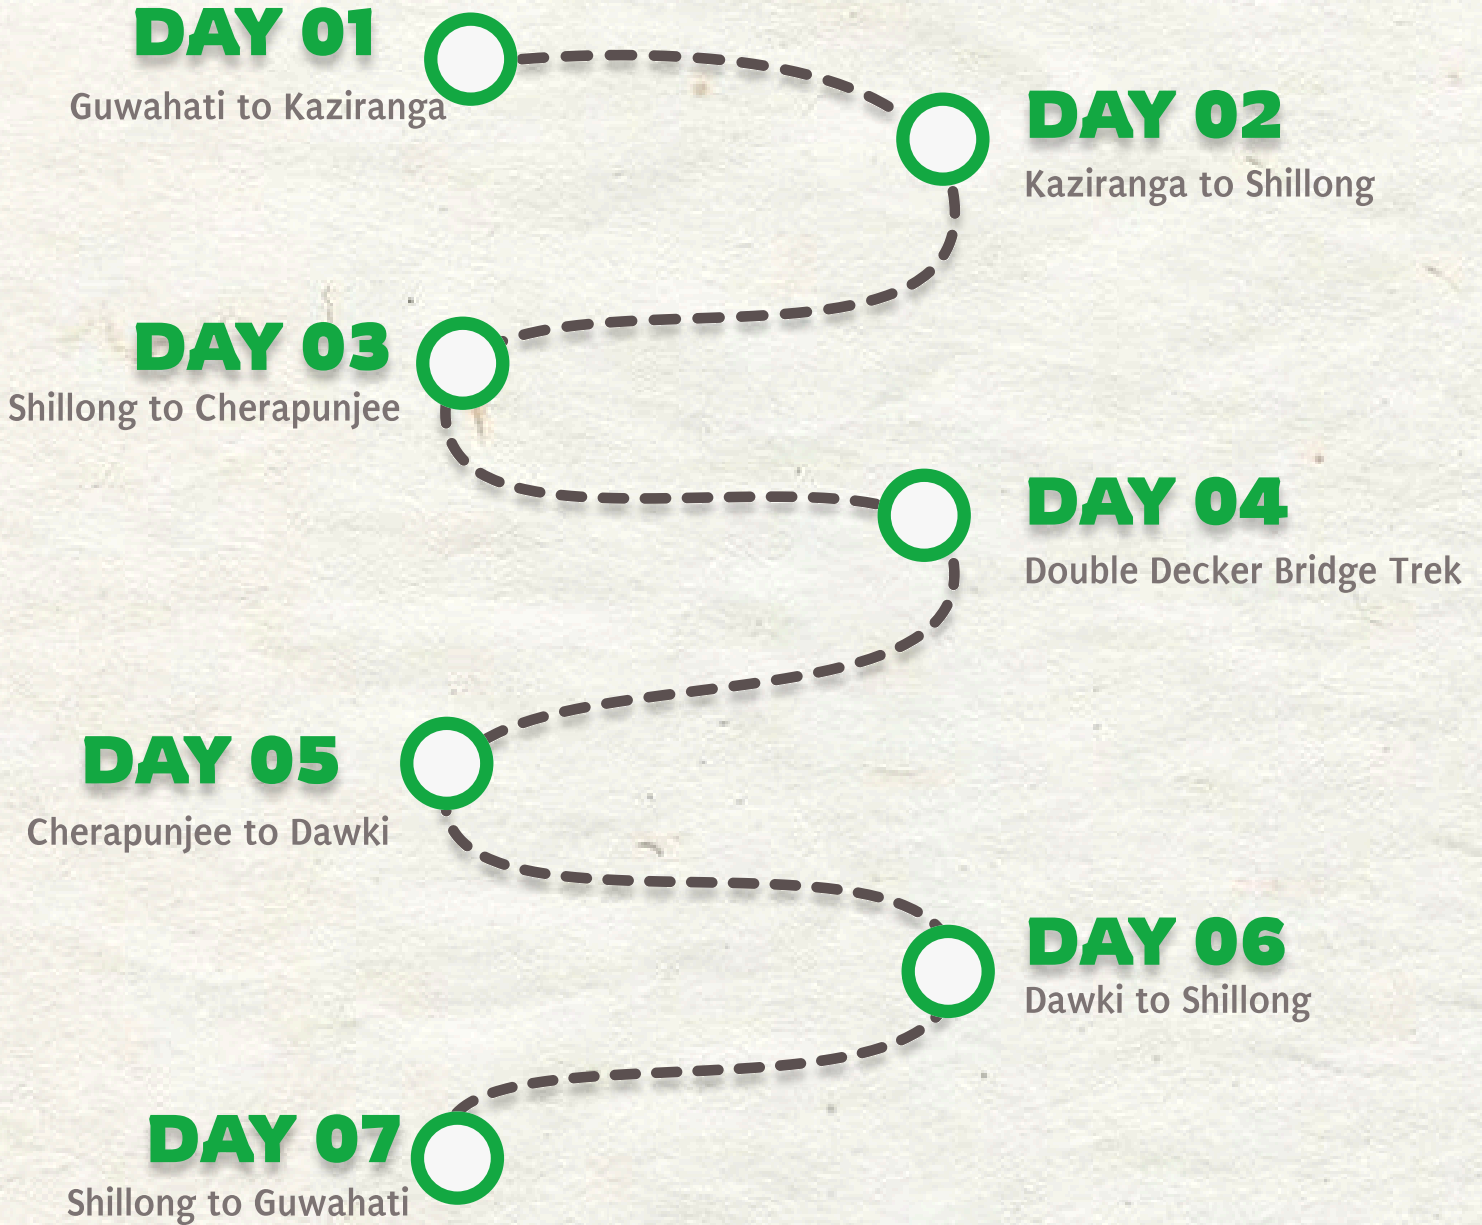 DAY 01
Guwahati to Kaziranga
DAY 02
Kaziranga to Shillong
DAY 03
Shillong to Cherapunjee
DAY 04
Double Decker Bridge Trek
DAY 05
Cherapunjee to Dawki
DAY 06
Dawki to Shillong
DAY 07
Shillong to Guwahati